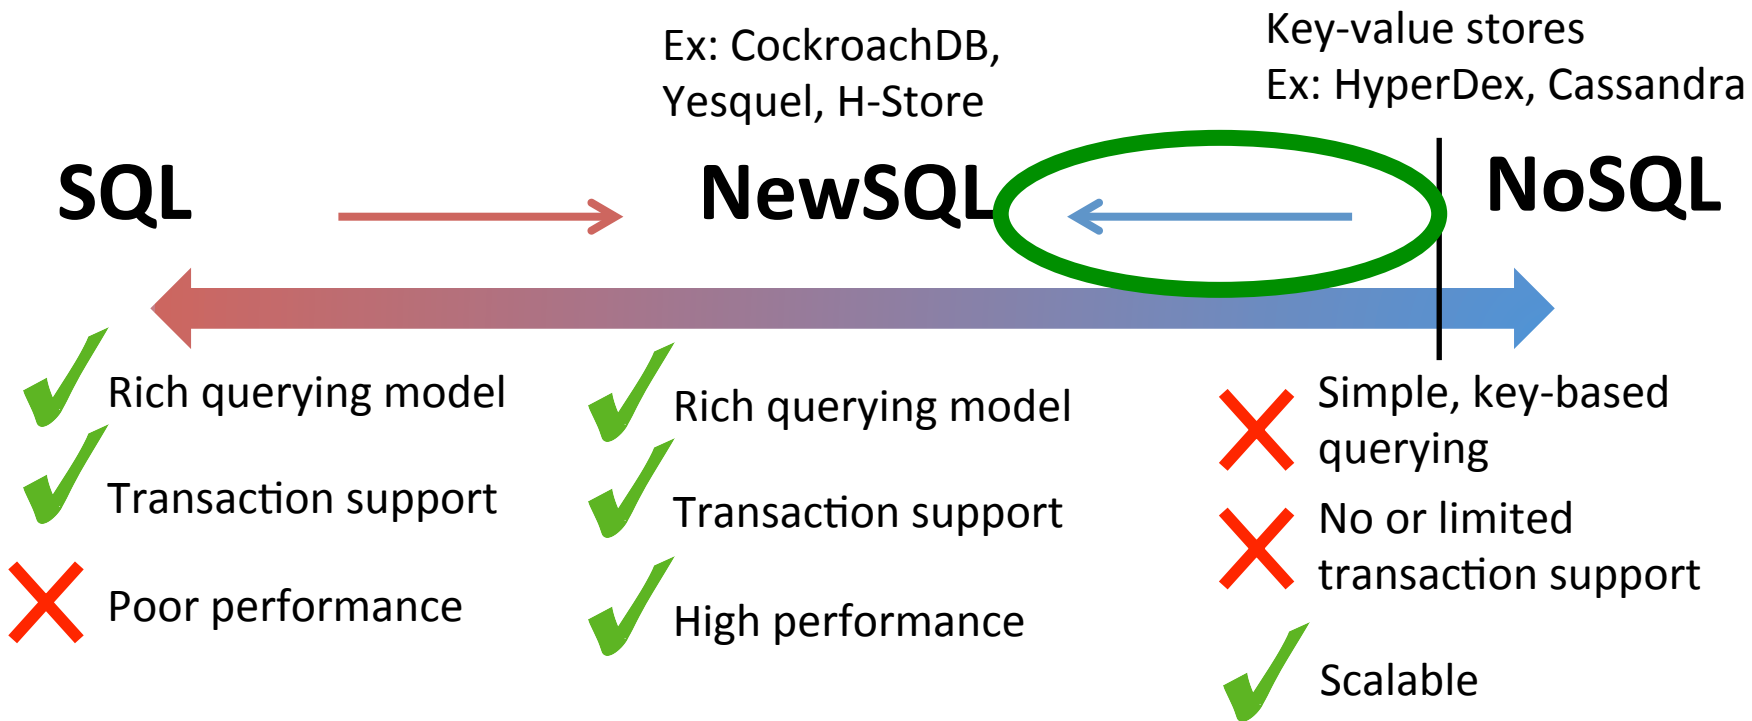 Ex: CockroachDB,
Yesquel, H-Store
Key-value stores
Ex: HyperDex, Cassandra
SQL
NewSQL
NoSQL
Rich querying model
Transaction support
Poor performance
Rich querying model
Transaction support
High performance
Simple, key-based
querying
No or limited
transaction support
Scalable